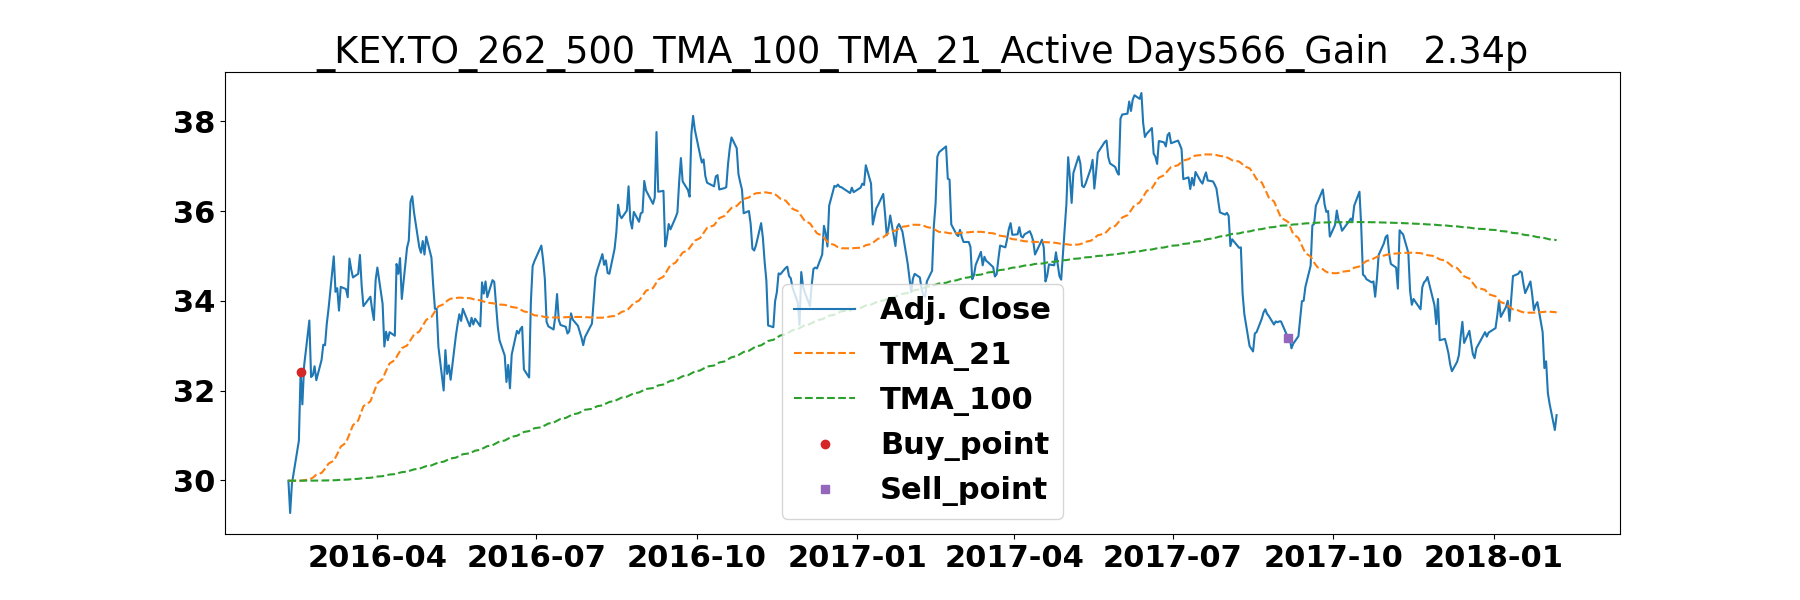 _KEY.TO_262_500_TMA_100_TMA_21_Active Days566_Gain   2.34p
38
36
34
32
30
Adj. Close
TMA_21
TMA_100
Buy_point
Sell_point
2016-04 2016-07 2016-10 2017-01 2017-04 2017-07 2017-10 2018-01